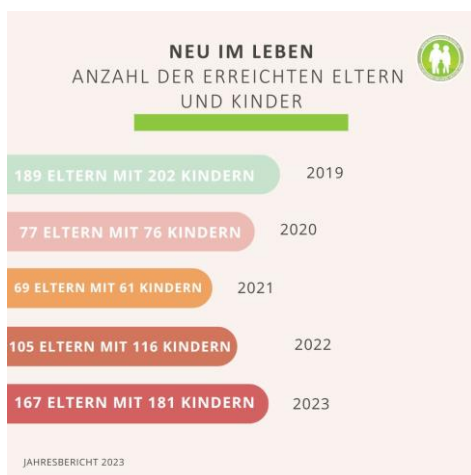 NEU IM LEBEN
ANZAHL DER ERREICHTEN ELTERN
UND KINDER
189 ELTERN MIT 202 KINDERN 2019
77 ELTERN MIT 76 KINDERN 2020
69 ELTERN MIT 61 KINDERN 2021
105 ELTERN MIT 116 KINDERN 2022
167 ELTERN MIT 181 KINDERN 2023
JAHRESBERICHT 2023